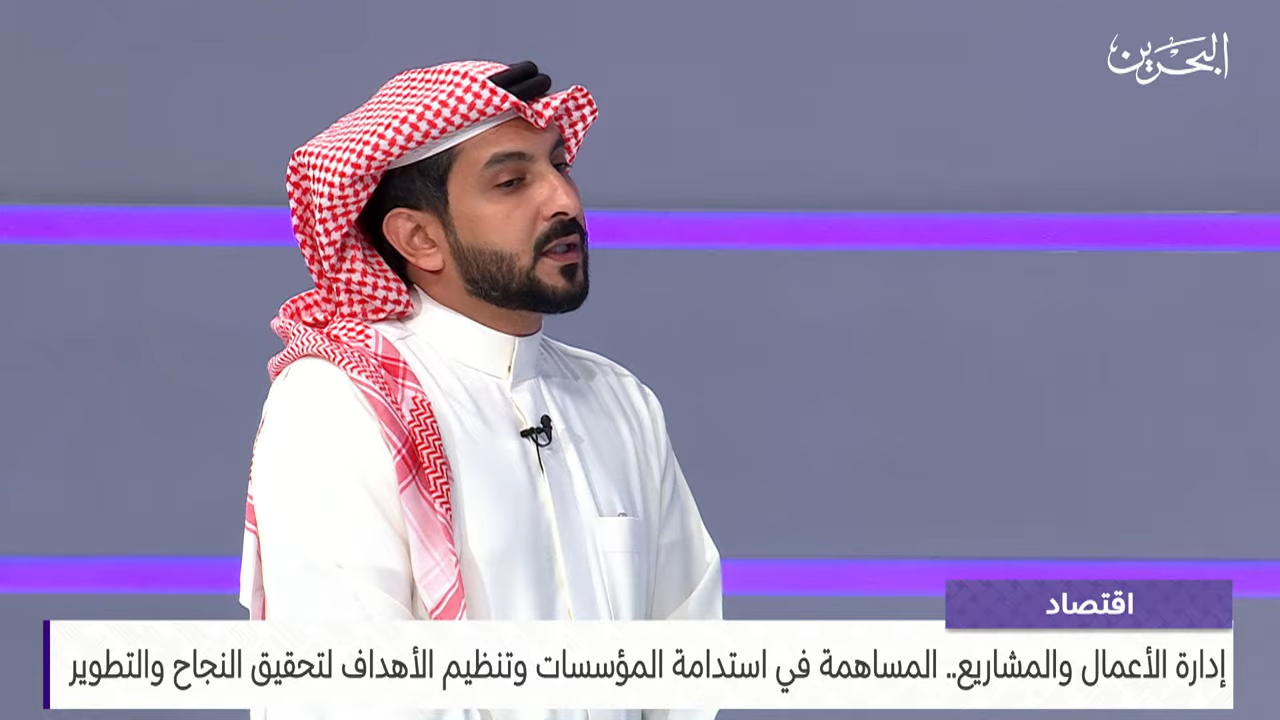 البحرين
اقتصاد
إدارة الأعمال والمشاريع.. المساهمة في استدامة المؤسسات وتنظيم الأهداف لتحقيق النجاح والتطوير